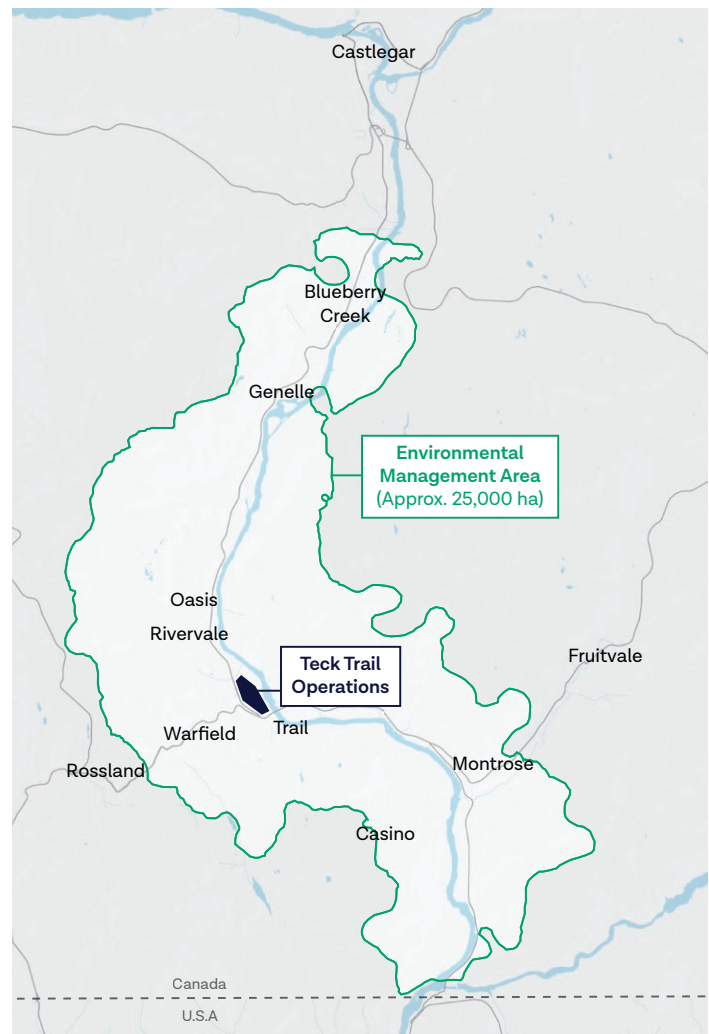 Castlegar
Blueberry
Creek
Genelle
Environmental
Management Area
(Approx. 25,000 ha)
Oasis
Rivervale
Fruitvale
Teck Trail
Operations
Warfield
Trail
Rossland
Montrose
Casino
Canada
U.S.A